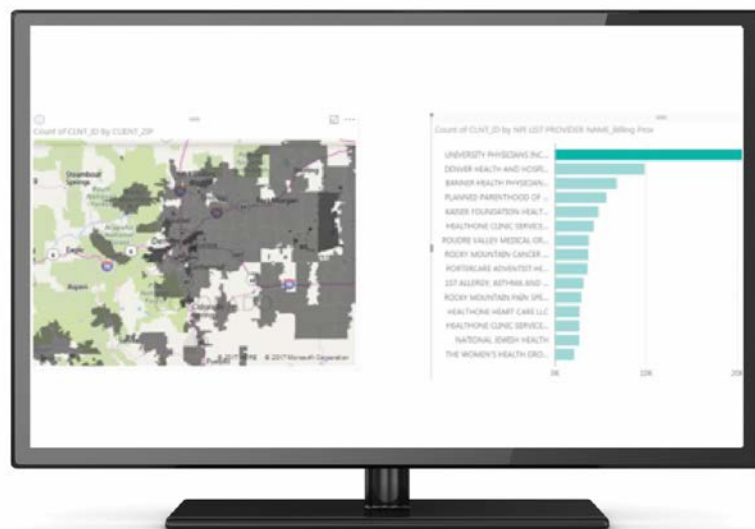 Count of CLNT_ID by CLIENT_ZIP
Steamboat
Springs
Fort Morgan
Eagle
Aspen
Pueblo
© 2017 HERE © 2017 Microsoft Corporation
Count of CLNT_ID by NPI LIST-PROVIDER NAME_Billing Prov
UNIVERSITY PHYSICIANS INC...
DENVER HEALTH AND HOSPI...
BANNER HEALTH PHYSICIAN...
PLANNED PARENTHOOD OF ...
KAISER FOUNDATION HEALT...
HEALTHONE CLINIC SERVICE...
POUDRE VALLEY MEDICAL GR...
ROCKY MOUNTAIN CANCER ...
PORTERCARE ADVENTIST HE...
1ST ALLERGY, ASTHMA AND ...
ROCKY MOUNTAIN PAIN SPE...
HEALTHONE HEART CARE LLC
HEALTHONE CLINIC SERVICE...
NATIONAL JEWISH HEALTH
THE WOMEN'S HEALTH GRO...
0K 10K 20K